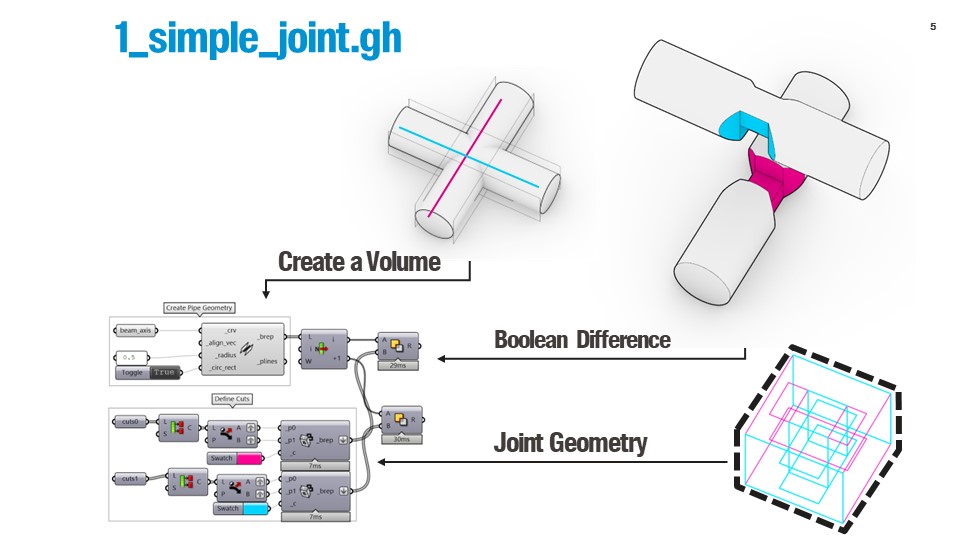 1_simple_joint.gh
5
Create a Volume
Create Pipe Geometry
beam_axis
0.5
Toggle True
_crv
_align_vec
_radius
_circ_rect
_brep
_plines
L
i
W
i
+1
A
B
R
29ms
Boolean Difference
Define Cuts
cuts0
L
S
C
L
P
A
B
Swatch
_p0
_p1
_c
_brep
7ms
A
B
R
30ms
Joint Geometry
cuts1
L
S
C
L
P
A
B
Swatch
_p0
_p1
_c
_brep
7ms